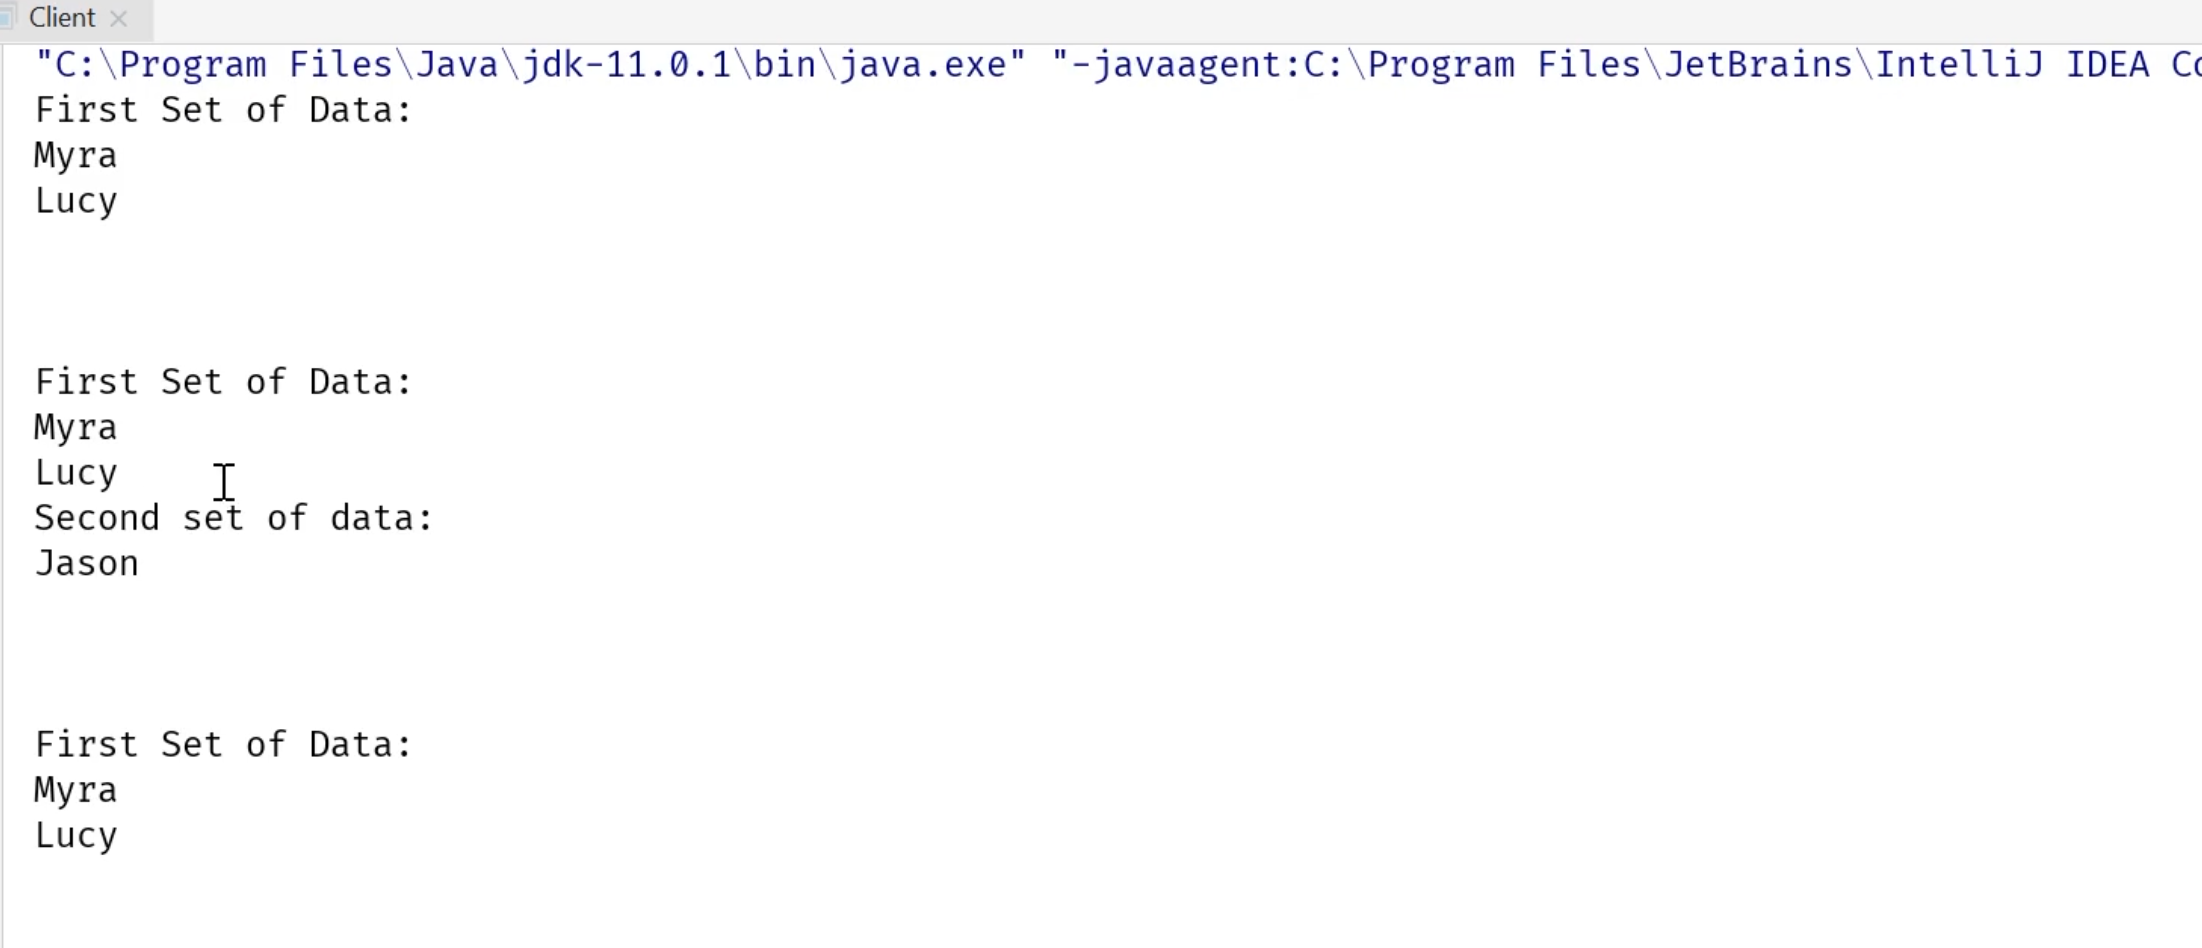 Client
"C:\Program Files\Java\jdk-11.0.1\bin\java.exe" "-javaagent:C:\Program Files\JetBrains\IntelliJ IDEA Co
First Set of Data:
Myra
Lucy
First Set of Data:
Myra
Lucy
Second set of data:
Jason
First Set of Data:
Myra
Lucy